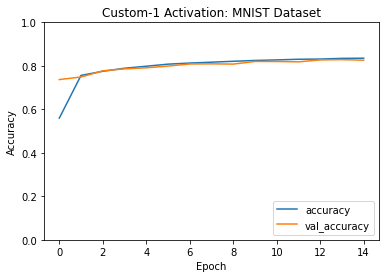 Custom-1 Activation: MNIST Dataset
1.0
0.8
0.6
0.4
0.2
0.0
Accuracy
0 2 4 6 8 10 12 14
Epoch
accuracy
val_accuracy